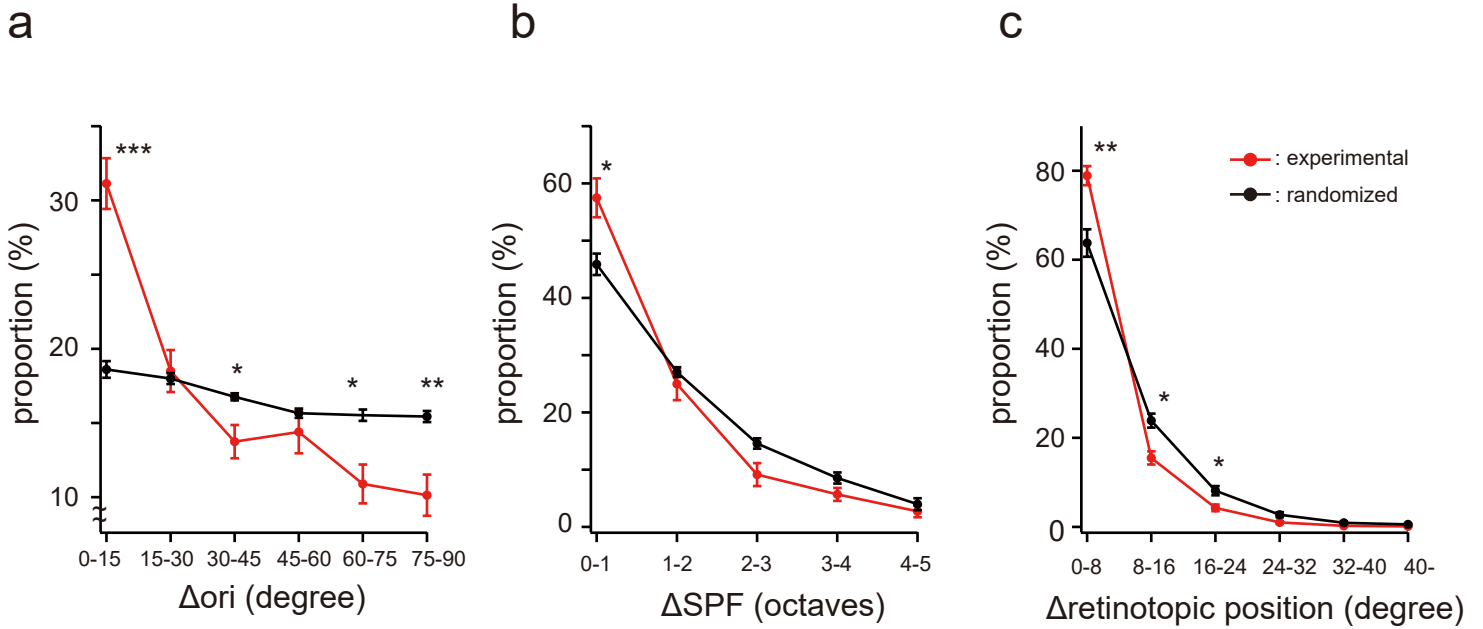 a
b
c
proportion (%)
30
20
10
***
*
*
**
0-15 15-30 30-45 45-60 60-75 75-90
Δori (degree)
proportion (%)
60
40
20
0
*
0-1 1-2 2-3 3-4 4-5
ΔSPF (octaves)
proportion (%)
80
60
40
20
0
**
*
*
: experimental
: randomized
0-8 8-16 16-24 24-32 32-40 40-
Δretinotopic position (degree)